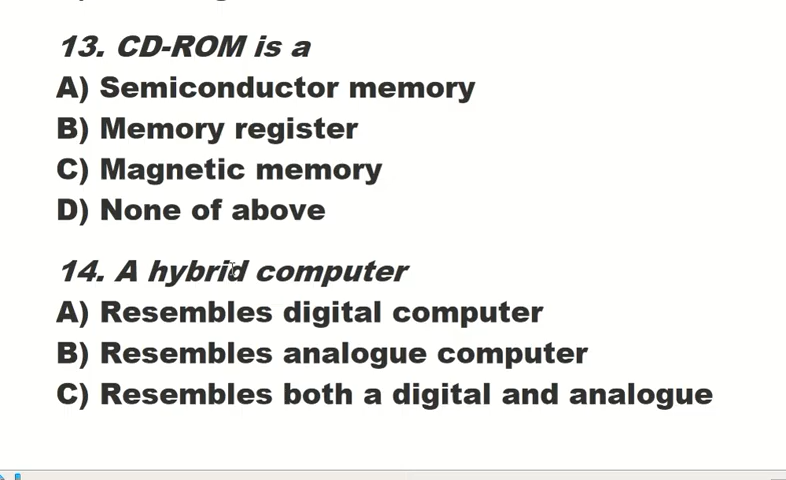 13. CD-ROM is a
A) Semiconductor memory
B) Memory register
C) Magnetic memory
D) None of above
14. A hybrid computer
A) Resembles digital computer
B) Resembles analogue computer
C) Resembles both a digital and analogue